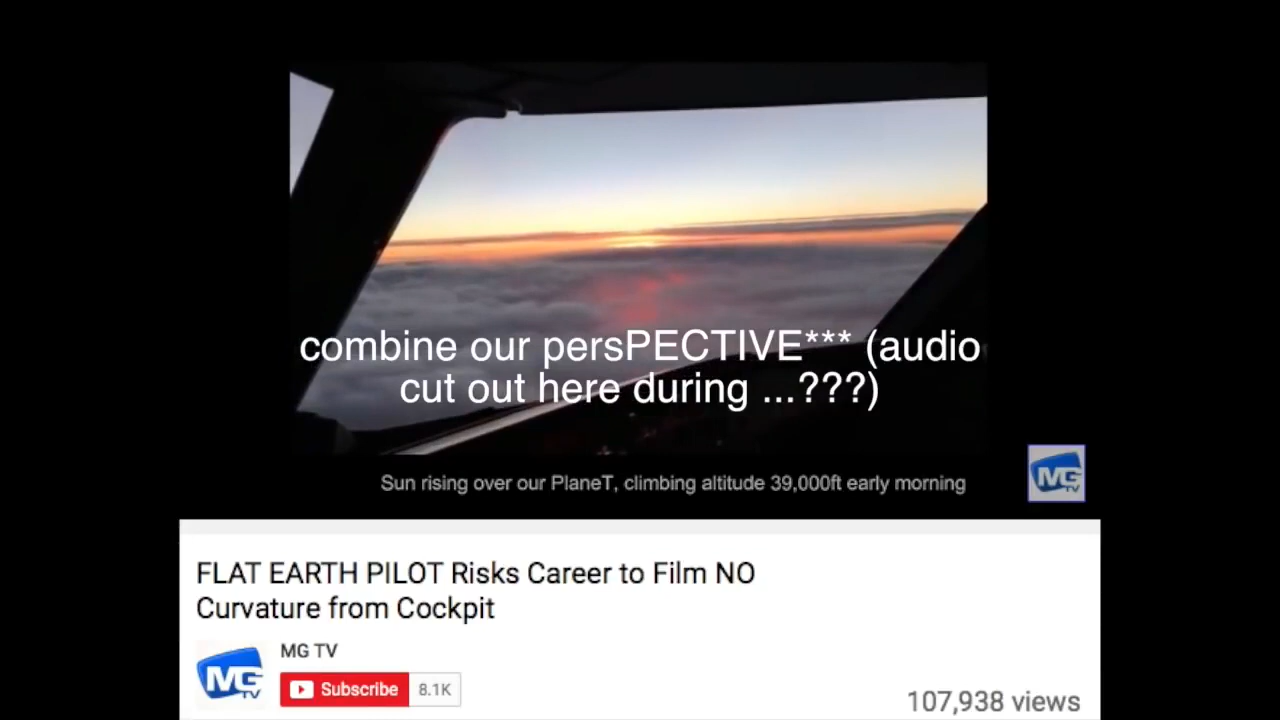 combine our persPECTIVE*** (audio
cut out here during ...???)
Sun rising over our PlaneT, climbing altitude 39,000ft early morning
MG
TV
FLAT EARTH PILOT Risks Career to Film NO
Curvature from Cockpit
MG TV
MG
TV
Subscribe 8.1K
107,938 views